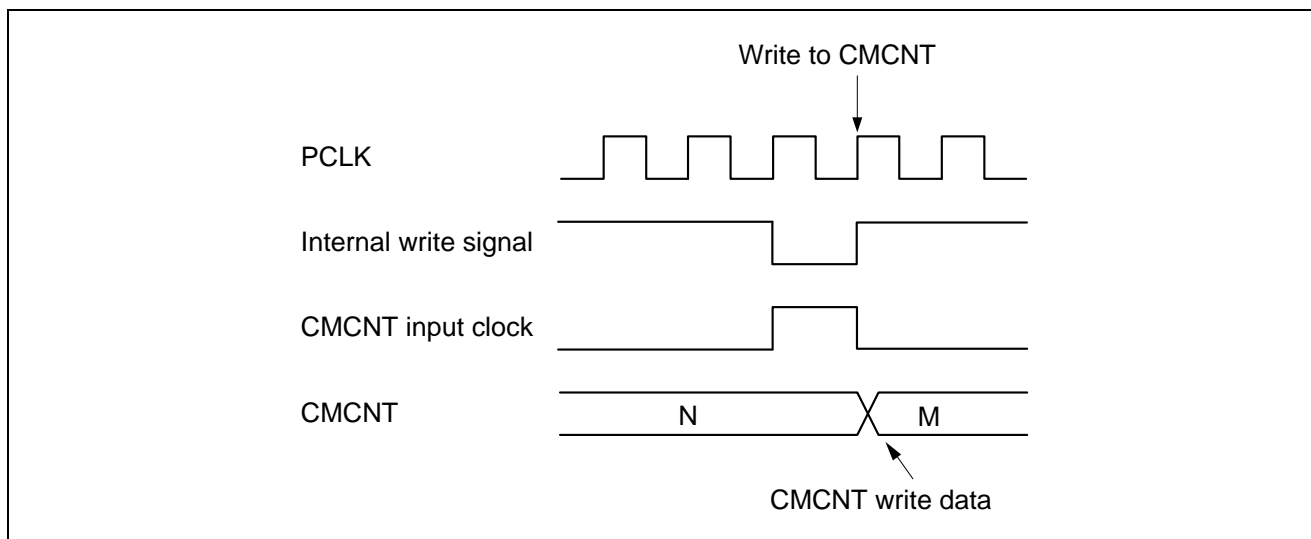 Write to CMCNT
PCLK
Internal write signal
CMCNT input clock
CMCNT
N
M
CMCNT write data